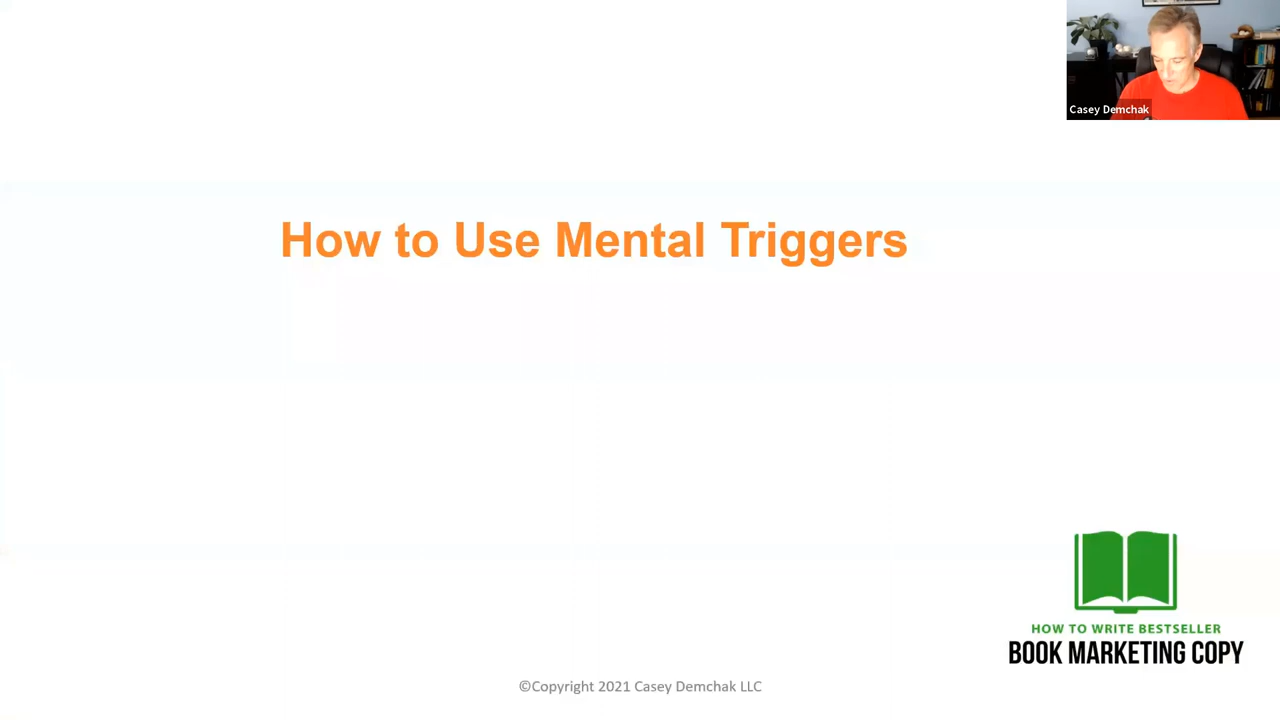 Casey Demchak
How to Use Mental Triggers
HOW TO WRITE BESTSELLER
BOOK MARKETING COPY
©Copyright 2021 Casey Demchak LLC